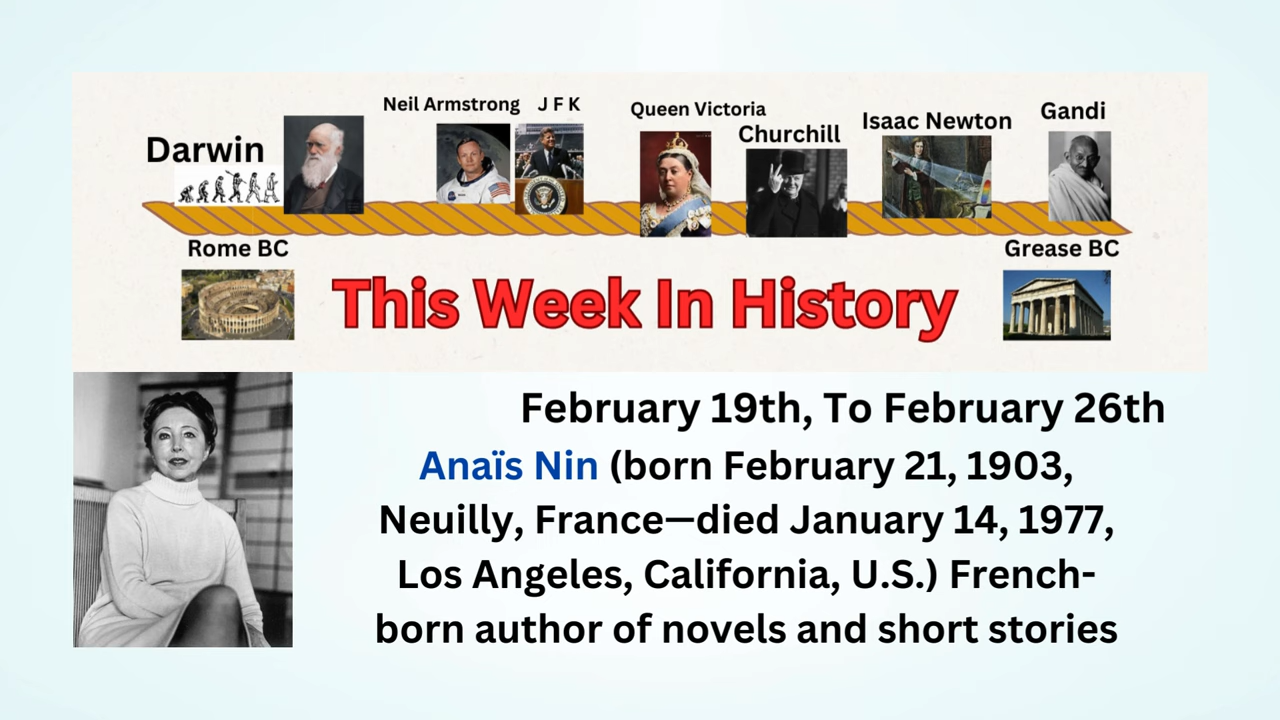 Neil Armstrong
J F K
Queen Victoria
Gandi
Churchill
Isaac Newton
Darwin
Rome BC
Grease BC
This Week In History
February 19th, To February 26th
Anaïs Nin (born February 21, 1903,
Neuilly, France—died January 14, 1977,
Los Angeles, California, U.S.) French-
born author of novels and short stories